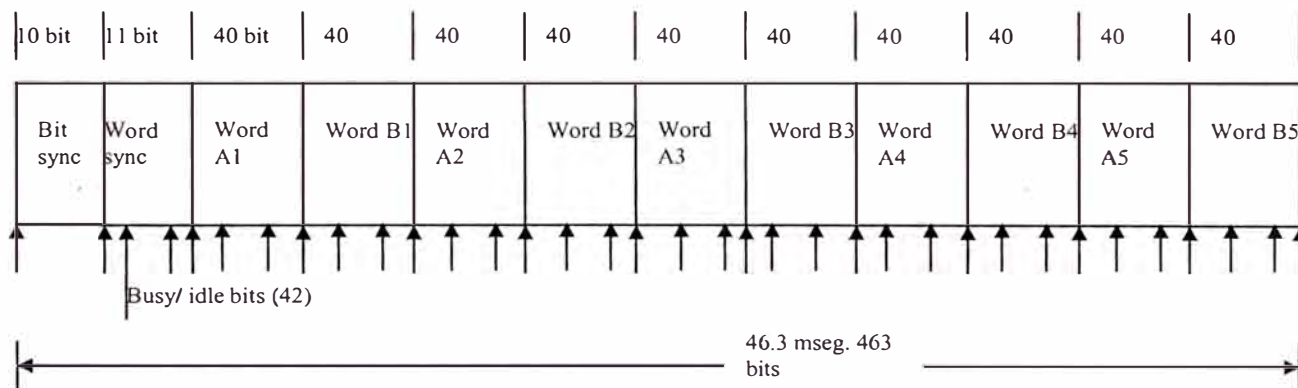 10 bit 11 bit 40 bit 40 40 40 40 40 40 40 40 40
Bit sync
Word sync
Word A1
Word B1
Word A2
Word B2
Word A3
Word B3
Word A4
Word B4
Word A5
Word B5
Busy/ idle bits (42)
46.3 mseg. 463
bits